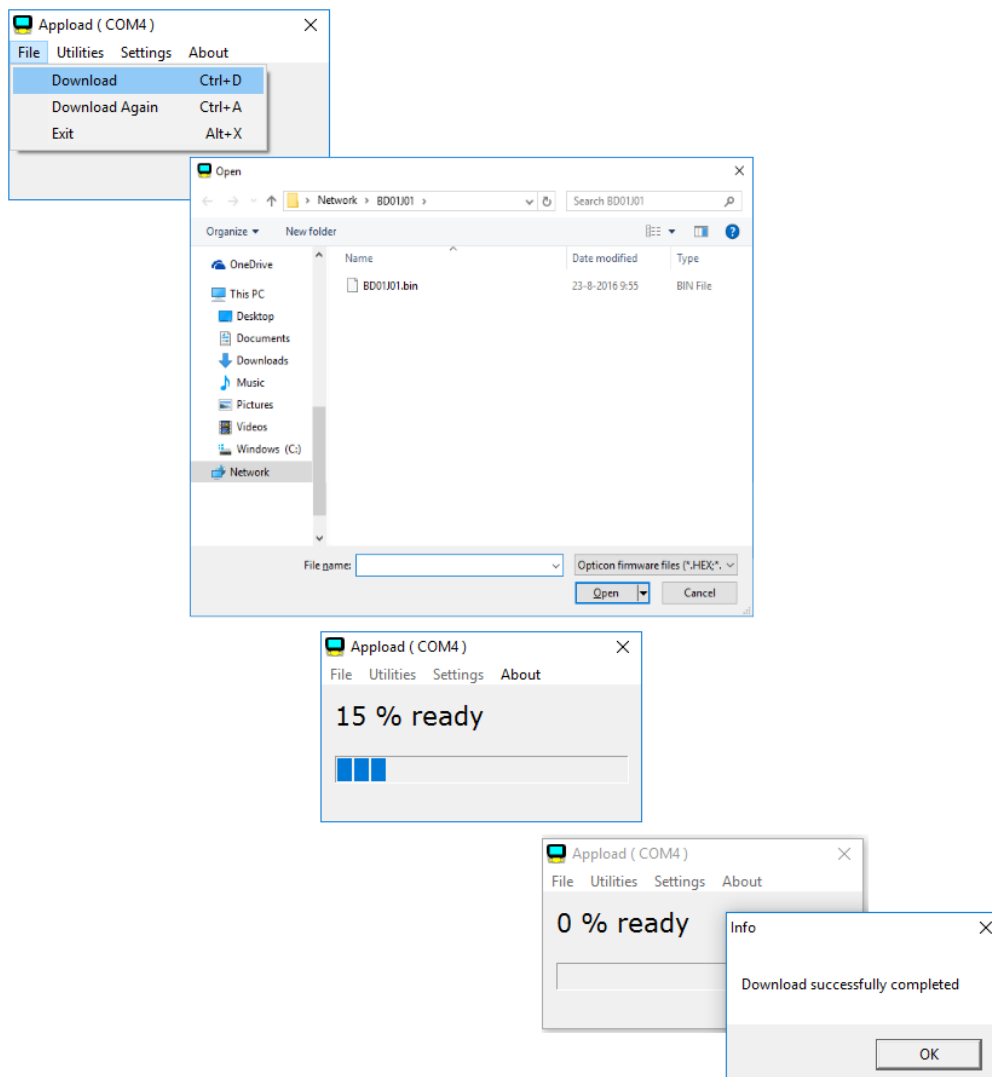 Appload ( COM4 )
File Utilities Settings About
Download Ctrl+D
Download Again Ctrl+A
Exit Alt+X
Open
Network > BD01J01 >
Search BD01J01
Organize New folder
Name Date modified Type
BD01J01.bin 23-8-2016 9:55 BIN File
OneDrive
This PC
Desktop
Documents
Downloads
Music
Pictures
Videos
Windows (C:)
Network
File name:
Opticon firmware files (*.HEX;*.
Open Cancel
Appload ( COM4 )
File Utilities Settings About
15 % ready
Appload ( COM4 )
File Utilities Settings About
0 % ready
Info
Download successfully completed
OK